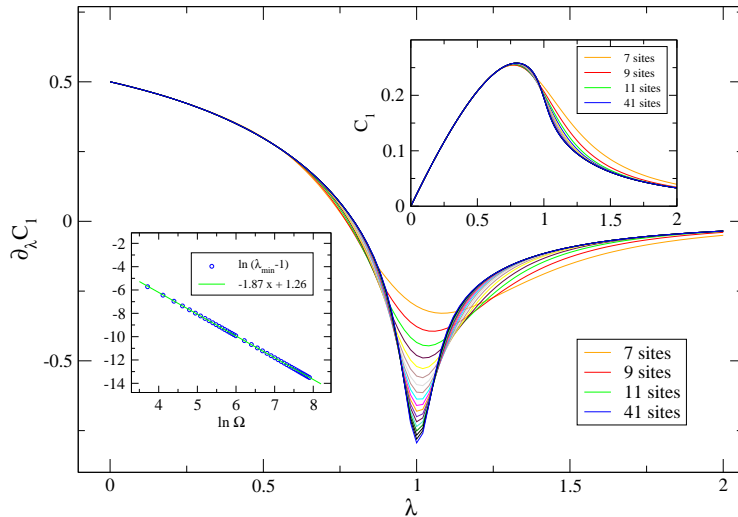 0.5
0
-0.5
∂λC1
0
0.5
1
1.5
2
λ
7 sites
9 sites
11 sites
41 sites
0.2
0.1
0
C1
0
0.5
1
1.5
2
7 sites
9 sites
11 sites
41 sites
-2
-4
-6
-8
-10
-12
-14
4
5
6
7
8
ln Ω
ln (λmin-1)
-1.87 x + 1.26